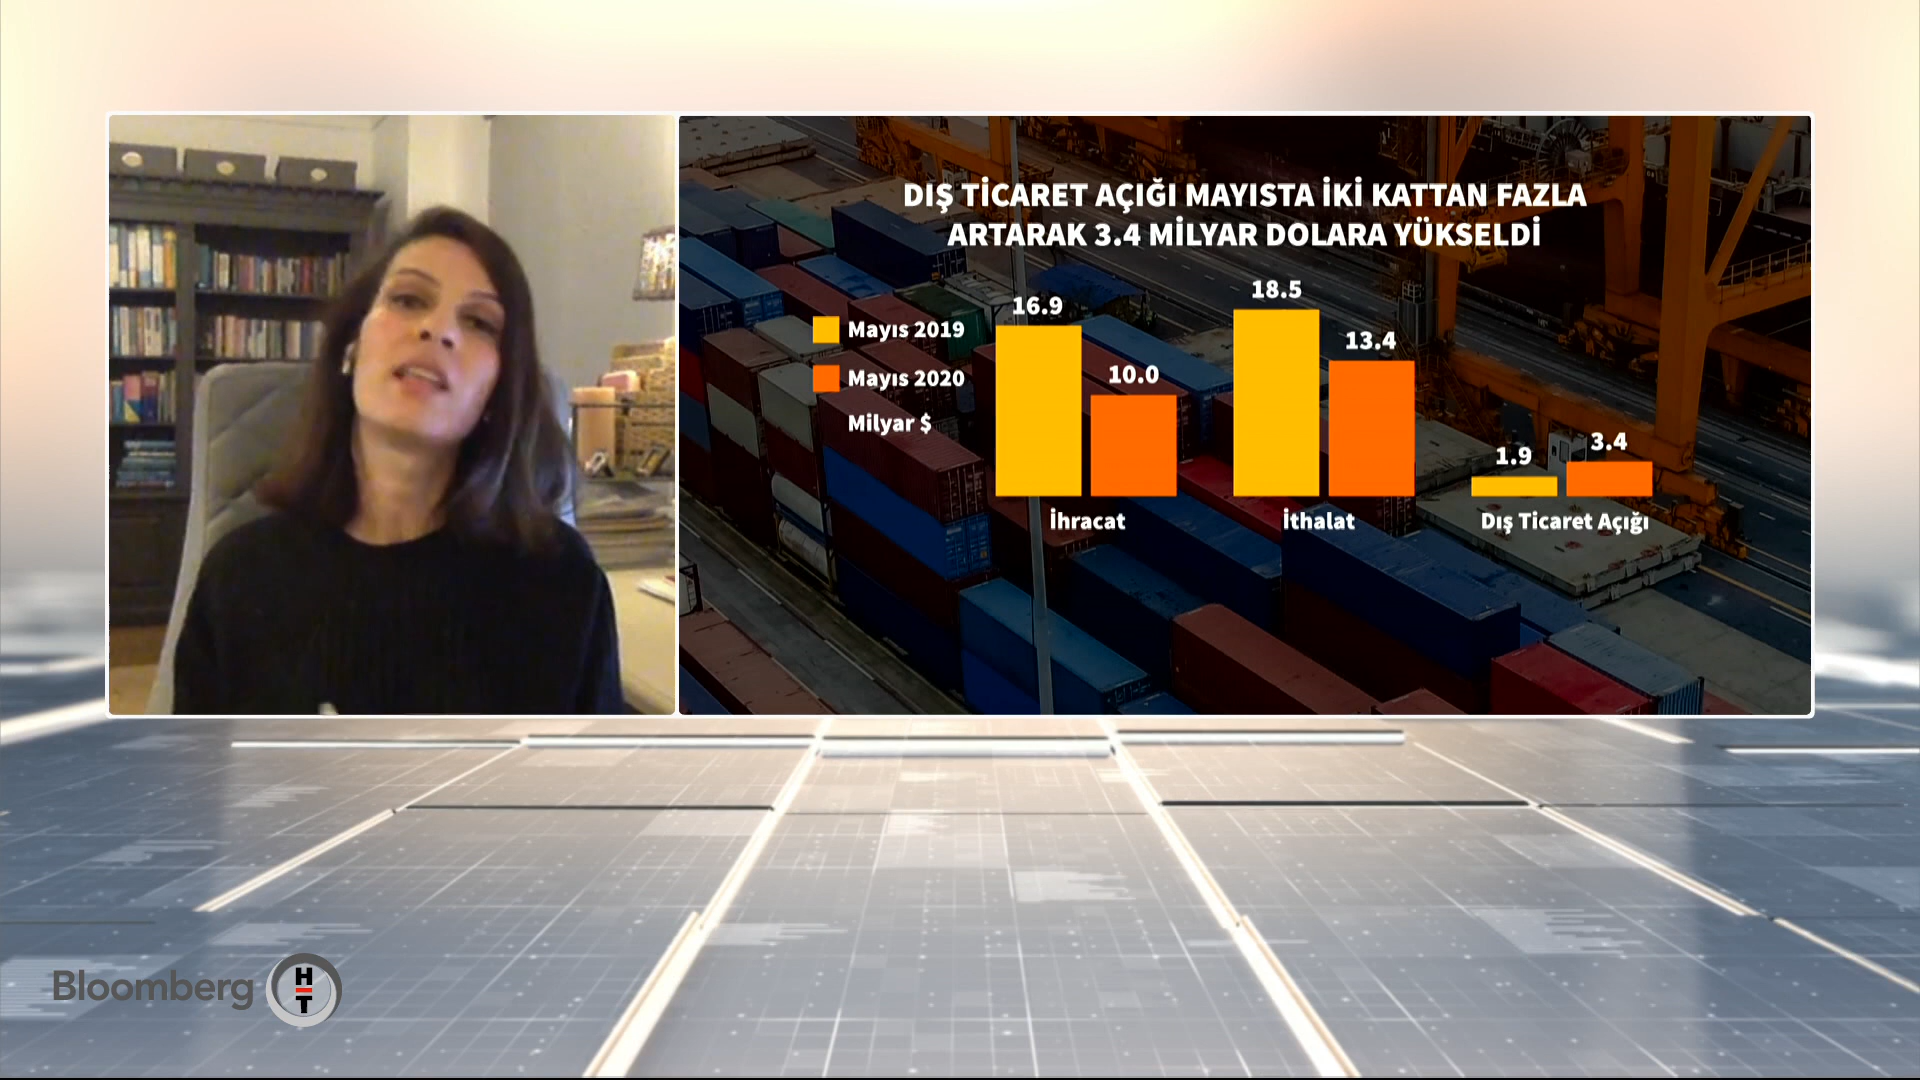 DIŞ TİCARET AÇIĞI MAYISTA İKİ KATTAN FAZLA
ARTARAK 3.4 MİLYAR DOLARA YÜKSELDİ
Mayıs 2019
Mayıs 2020
Milyar $
16.9
10.0
18.5
13.4
1.9
3.4
İhracat
İthalat
Dış Ticaret Açığı
Bloomberg HT